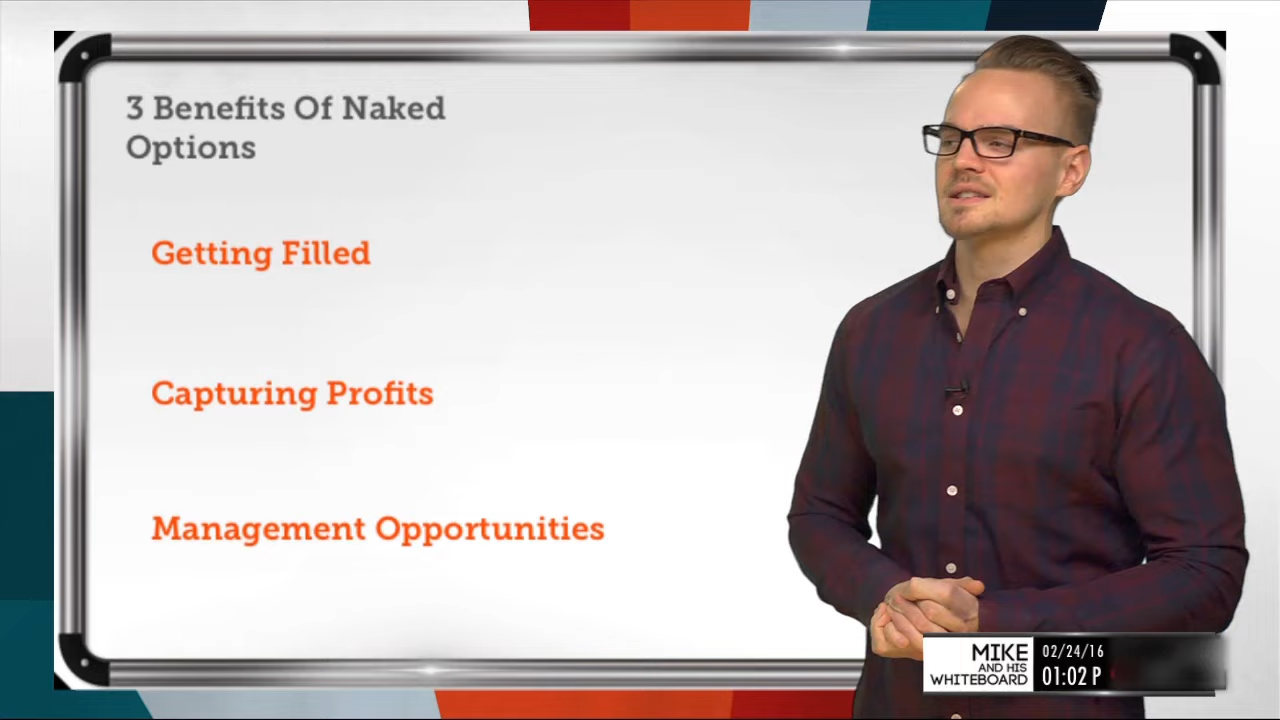 3 Benefits Of Naked
Options
Getting Filled
Capturing Profits
Management Opportunities
MIKE
AND HIS
WHITEBOARD
02/24/16
01:02 P